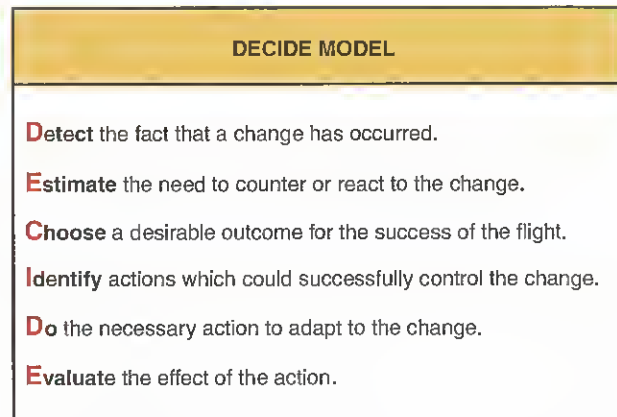 DECIDE MODEL
Detect the fact that a change has occurred.
Estimate the need to counter or react to the change.
Choose a desirable outcome for the success of the flight.
Identify actions which could successfully control the change.
Do the necessary action to adapt to the change.
Evaluate the effect of the action.